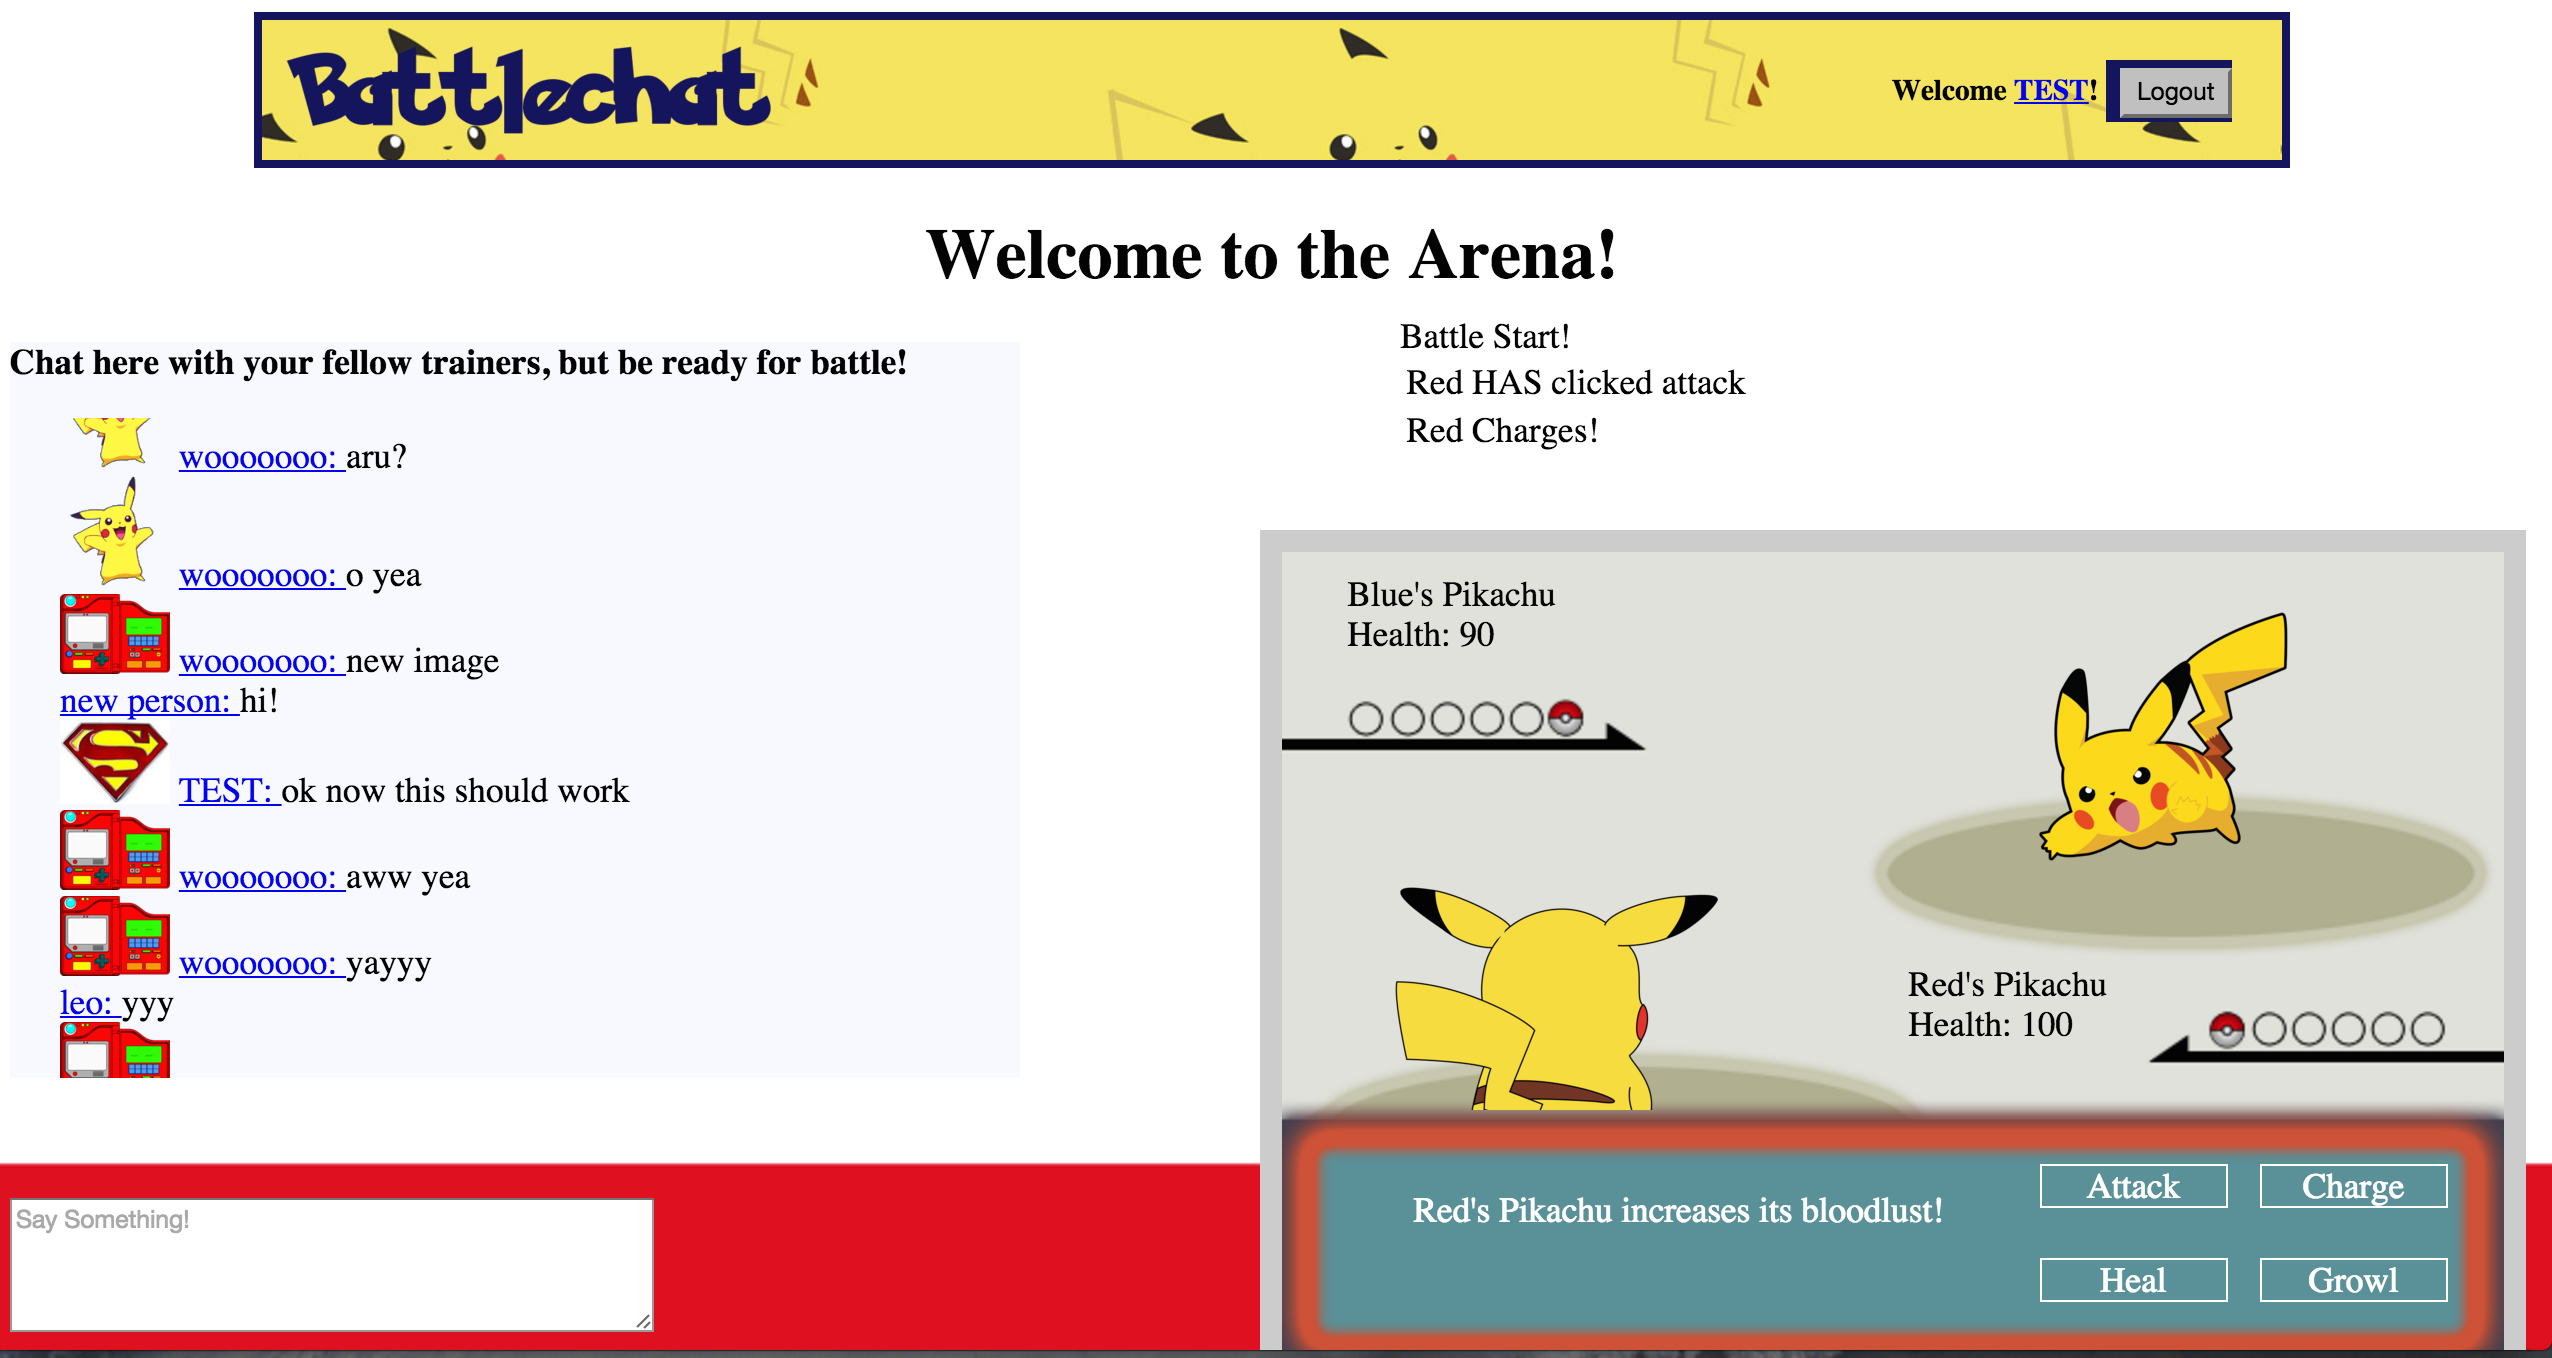 Battlechat
Welcome TEST! Logout
Welcome to the Arena!
Chat here with your fellow trainers, but be ready for battle!
wooooooo: aru?
wooooooo: o yea
wooooooo: new image
new person: hi!
TEST: ok now this should work
wooooooo: aww yea
wooooooo: yayyy
leo: yyy
Say Something!
Battle Start!
Red HAS clicked attack
Red Charges!
Blue's Pikachu
Health: 90
Red's Pikachu
Health: 100
Red's Pikachu increases its bloodlust!
Attack Charge
Heal Growl